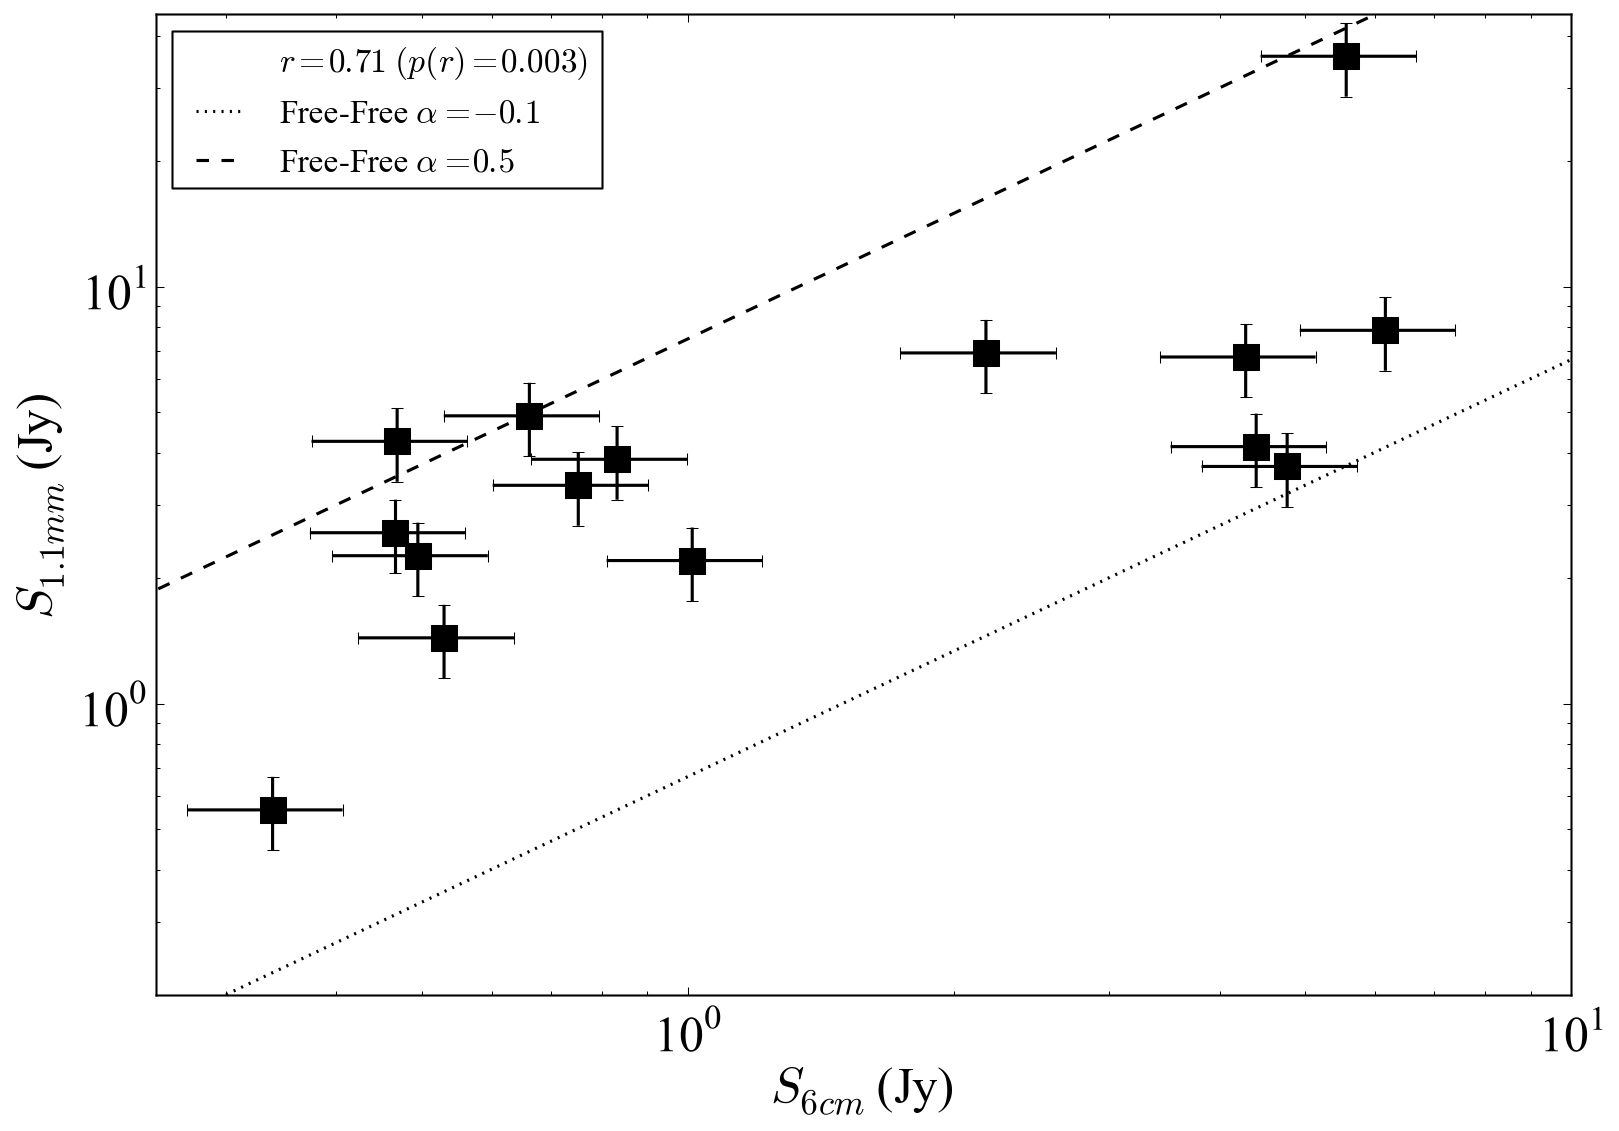 r=0.71 (p(r)=0.003)
Free-Free α=−0.1
Free-Free α=0.5
10¹
10⁰
S₁.₁ₘₘ (Jy)
10⁰
10¹
S₆cm (Jy)